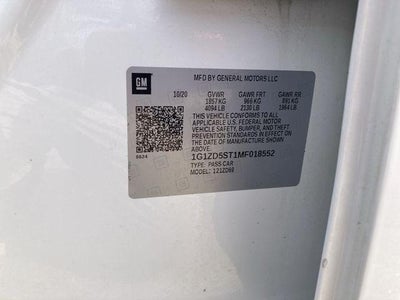 GM
MFD BY GENERAL MOTORS LLC
10/20 GVWR GAWR FRT GAWR RR
1857 KG 966 KG 891 KG
4094 LB 2130 LB 1964 LB
THIS VEHICLE CONFORMS TO ALL
APPLICABLE U.S. FEDERAL MOTOR
VEHICLE SAFETY, BUMPER, AND THEFT
PREVENTION STANDARDS IN EFFECT
ON THE DATE OF MANUFACTURE SHOWN
ABOVE.
1G1ZD5ST1MF018552
TYPE: PASS CAR
MODEL: 1ZD69